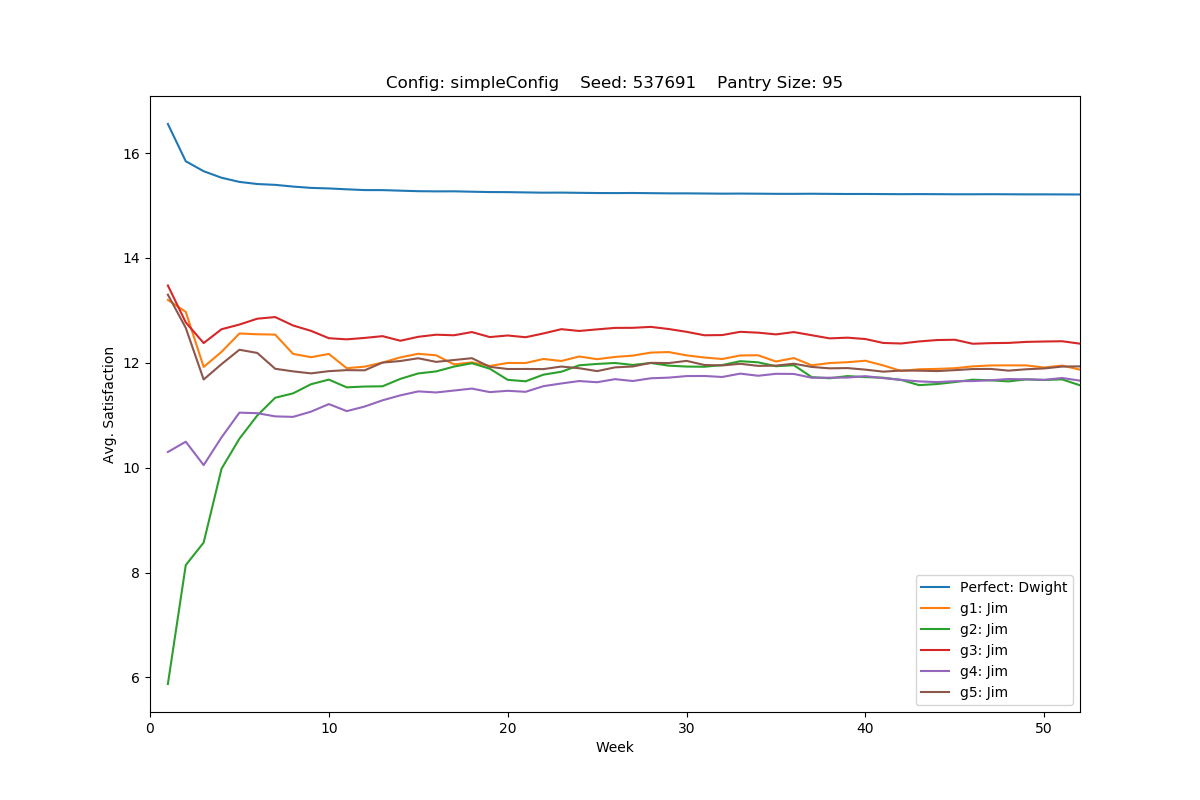 Config: simpleConfig    Seed: 537691    Pantry Size: 95
16
14
12
10
8
6
Avg. Satisfaction
0 10 20 30 40 50
Week
Perfect: Dwight
g1: Jim
g2: Jim
g3: Jim
g4: Jim
g5: Jim